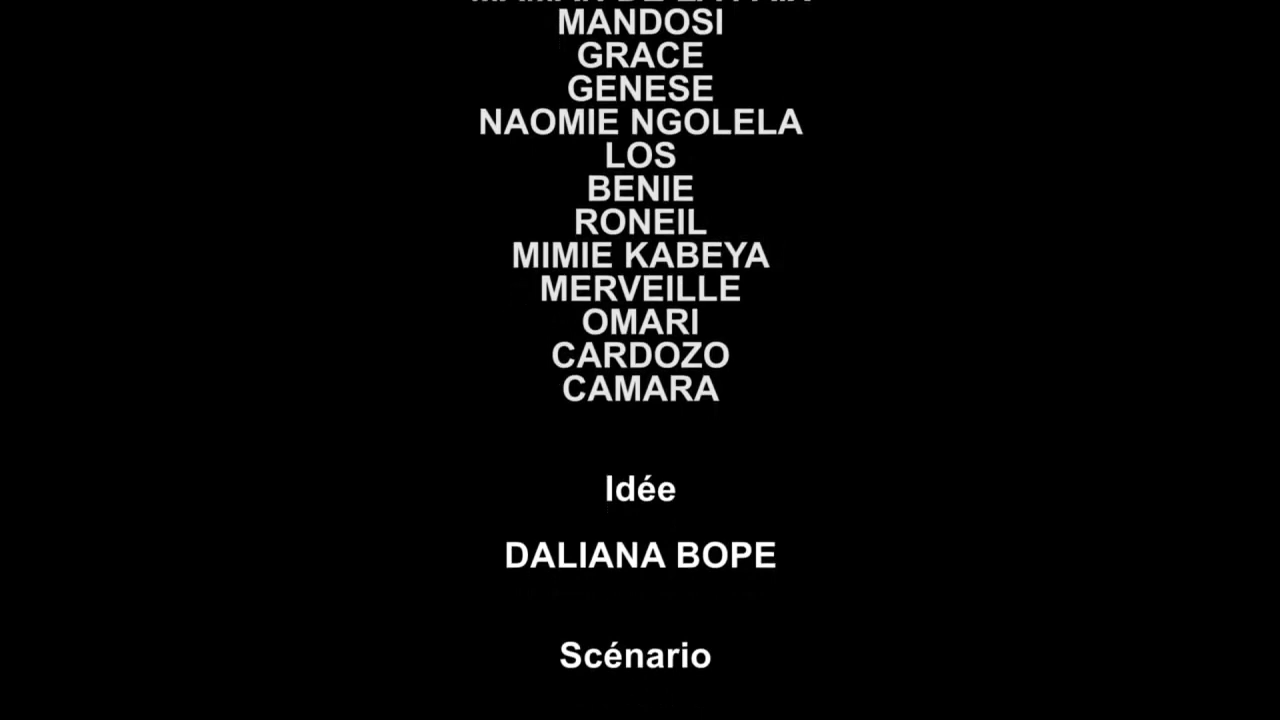 MANDOSI
GRACE
GENESE
NAOMIE NGOLELA
LOS
BENIE
RONEIL
MIMIE KABEYA
MERVEILLE
OMARI
CARDOZO
CAMARA
Idée
DALIANA BOPE
Scénario